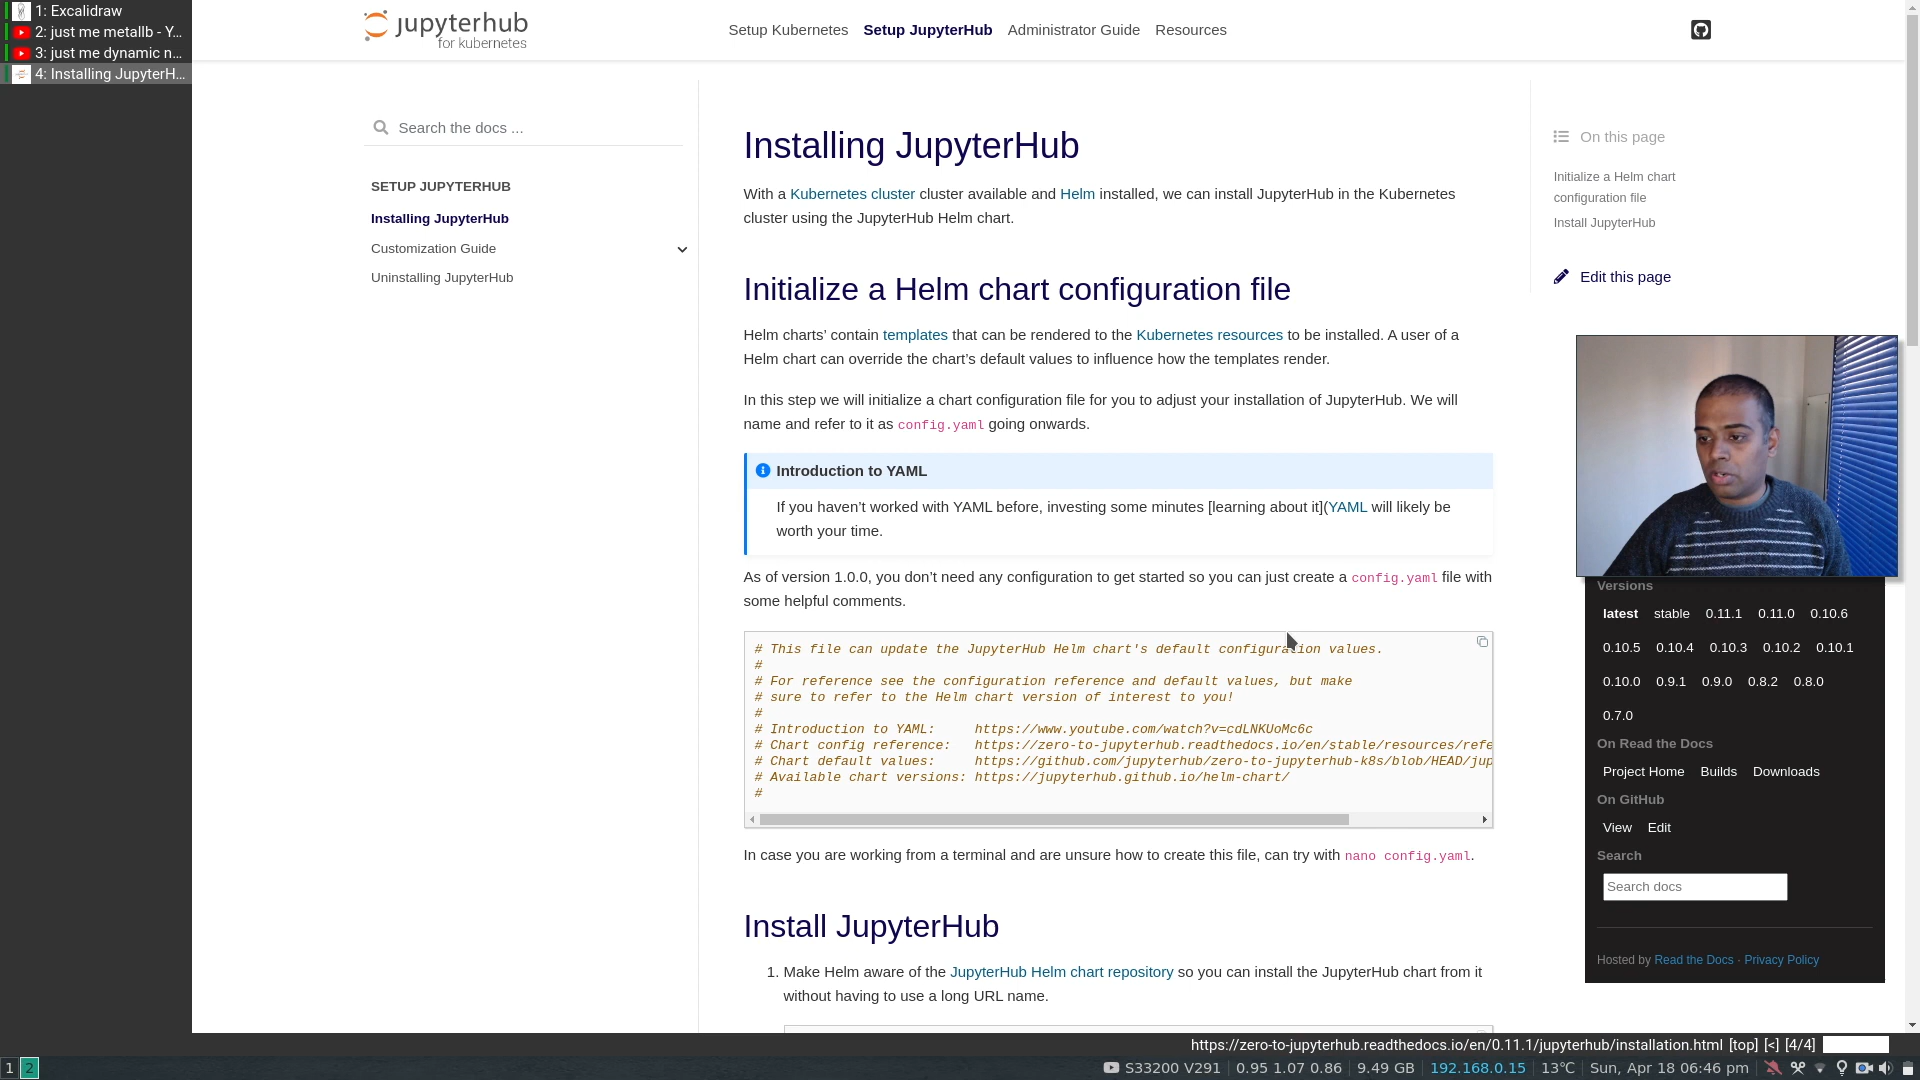 1: Excalidraw
2: just me metallb - Y...
3: just me dynamic n...
4: Installing JupyterH...
jupyterhub
for kubernetes
Setup Kubernetes Setup JupyterHub Administrator Guide Resources
Search the docs ...
SETUP JUPYTERHUB
Installing JupyterHub
Customization Guide
Uninstalling JupyterHub
Installing JupyterHub
With a Kubernetes cluster cluster available and Helm installed, we can install JupyterHub in the Kubernetes
cluster using the JupyterHub Helm chart.
Initialize a Helm chart configuration file
Helm charts’ contain templates that can be rendered to the Kubernetes resources to be installed. A user of a
Helm chart can override the chart’s default values to influence how the templates render.
In this step we will initialize a chart configuration file for you to adjust your installation of JupyterHub. We will
name and refer to it as config.yaml going onwards.
Introduction to YAML
If you haven’t worked with YAML before, investing some minutes [learning about it](YAML will likely be
worth your time.
As of version 1.0.0, you don’t need any configuration to get started so you can just create a config.yaml file with
some helpful comments.
# This file can update the JupyterHub Helm chart's default configuration values.
#
# For reference see the configuration reference and default values, but make
# sure to refer to the Helm chart version of interest to you!
#
# Introduction to YAML: https://www.youtube.com/watch?v=cdLNKUoMc6c
# Chart config reference: https://zero-to-jupyterhub.readthedocs.io/en/stable/resources/refe
# Chart default values: https://github.com/jupyterhub/zero-to-jupyterhub-k8s/blob/HEAD/jup
# Available chart versions: https://jupyterhub.github.io/helm-chart/
#
In case you are working from a terminal and are unsure how to create this file, can try with nano config.yaml.
Install JupyterHub
1. Make Helm aware of the JupyterHub Helm chart repository so you can install the JupyterHub chart from it
without having to use a long URL name.
On this page
Initialize a Helm chart
configuration file
Install JupyterHub
Edit this page
Versions
latest stable 0.11.1 0.11.0 0.10.6
0.10.5 0.10.4 0.10.3 0.10.2 0.10.1
0.10.0 0.9.1 0.9.0 0.8.2 0.8.0
0.7.0
On Read the Docs
Project Home Builds Downloads
On GitHub
View Edit
Search
Search docs
Hosted by Read the Docs · Privacy Policy
https://zero-to-jupyterhub.readthedocs.io/en/0.11.1/jupyterhub/installation.html [top] [<] [4/4]
1 2
S33200 V291 0.95 1.07 0.86 9.49 GB 192.168.0.15 13°C Sun, Apr 18 06:46 pm